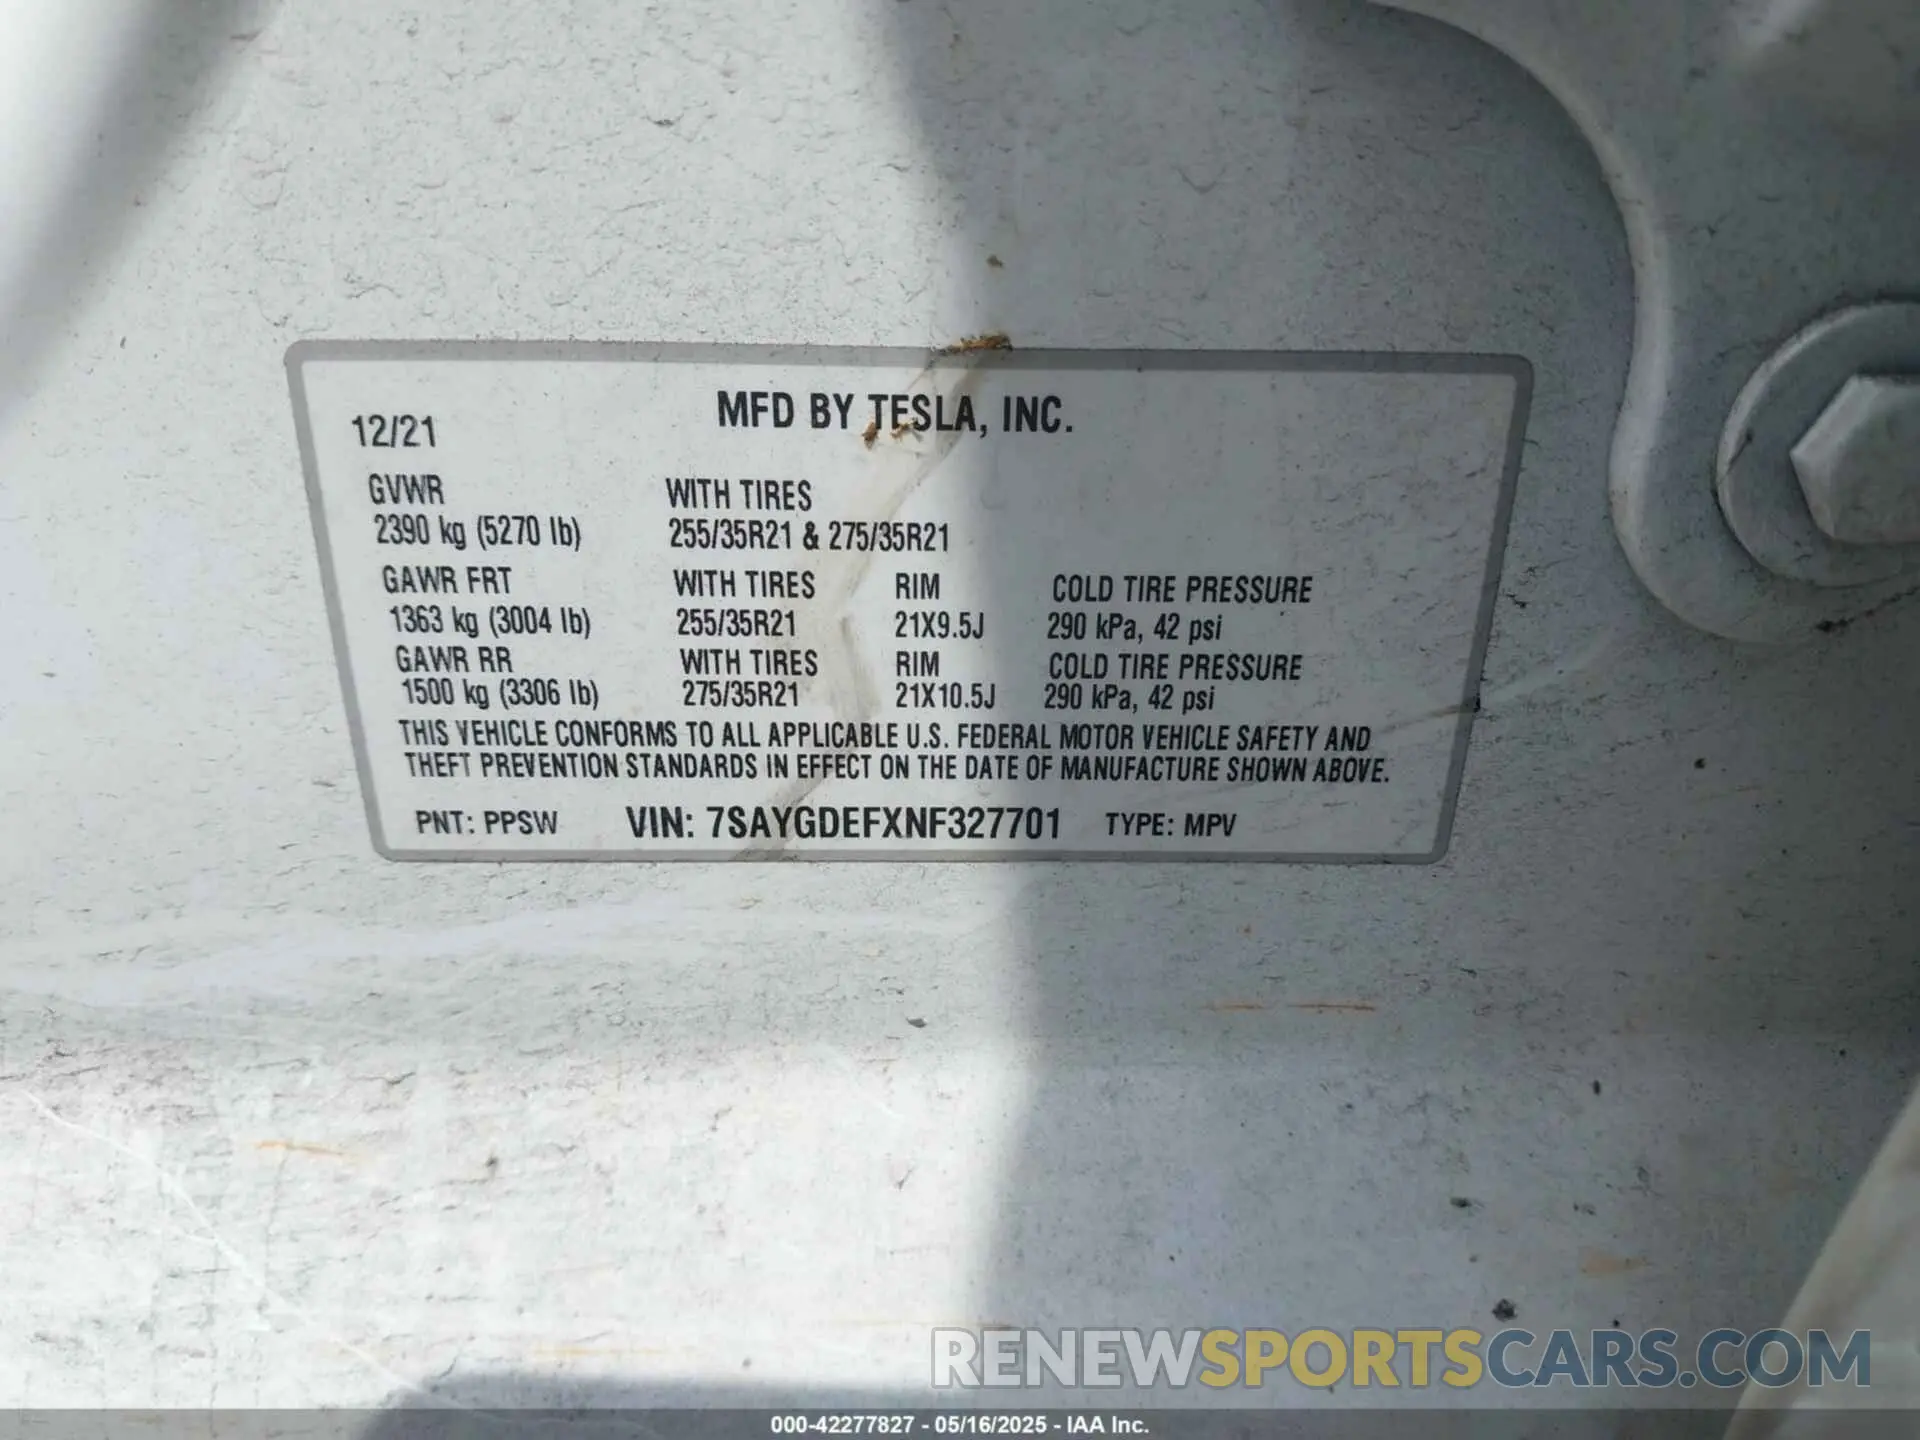 MFD BY TESLA, INC.
12/21
GVWR WITH TIRES
2390 kg (5270 lb) 255/35R21 & 275/35R21
GAWR FRT WITH TIRES RIM COLD TIRE PRESSURE
1363 kg (3004 lb) 255/35R21 21X9.5J 290 kPa, 42 psi
GAWR RR WITH TIRES RIM COLD TIRE PRESSURE
1500 kg (3306 lb) 275/35R21 21X10.5J 290 kPa, 42 psi
THIS VEHICLE CONFORMS TO ALL APPLICABLE U.S. FEDERAL MOTOR VEHICLE SAFETY AND
THEFT PREVENTION STANDARDS IN EFFECT ON THE DATE OF MANUFACTURE SHOWN ABOVE.
PNT: PPSW VIN: 7SAYGDEFXNF327701 TYPE: MPV
RENEWSPORTSCARS.COM
000-42277827 - 05/16/2025 - IAA Inc.